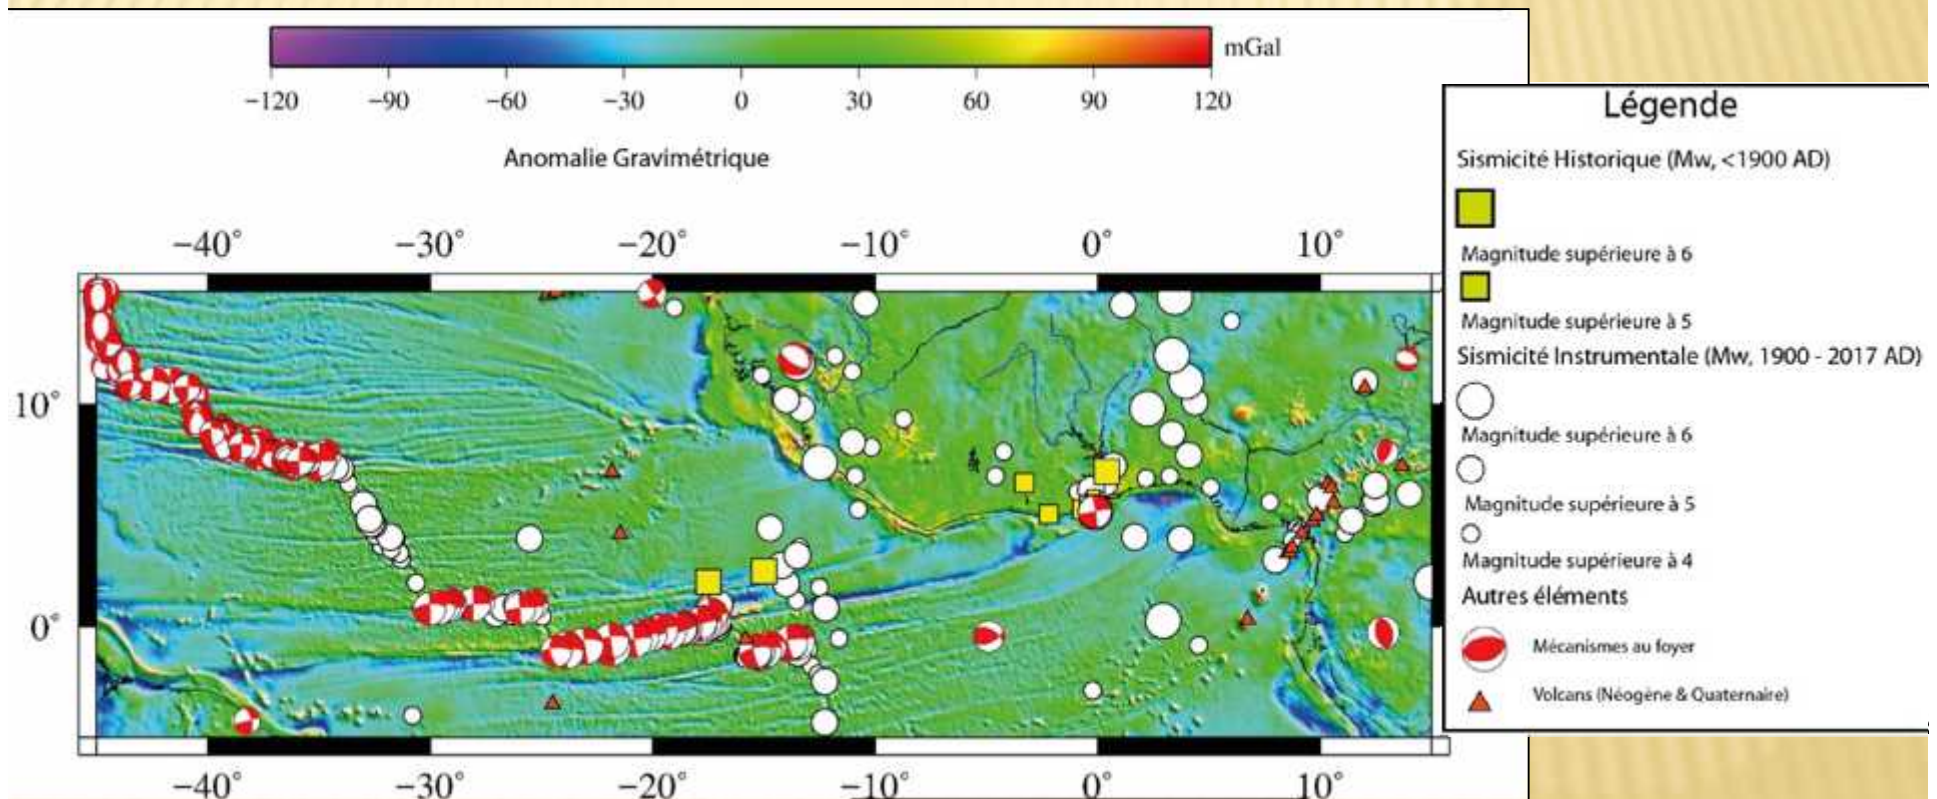 mGal
−120 −90 −60 −30 0 30 60 90 120
Anomalie Gravimétrique
−40° −30° −20° −10° 0° 10°
10°
0°
−40° −30° −20° −10° 0° 10°
Légende
Sismicité Historique (Mw, <1900 AD)
Magnitude supérieure à 6
Magnitude supérieure à 5
Sismicité Instrumentale (Mw, 1900 - 2017 AD)
Magnitude supérieure à 6
Magnitude supérieure à 5
Magnitude supérieure à 4
Autres éléments
Mécanismes au foyer
Volcans (Néogène & Quaternaire)